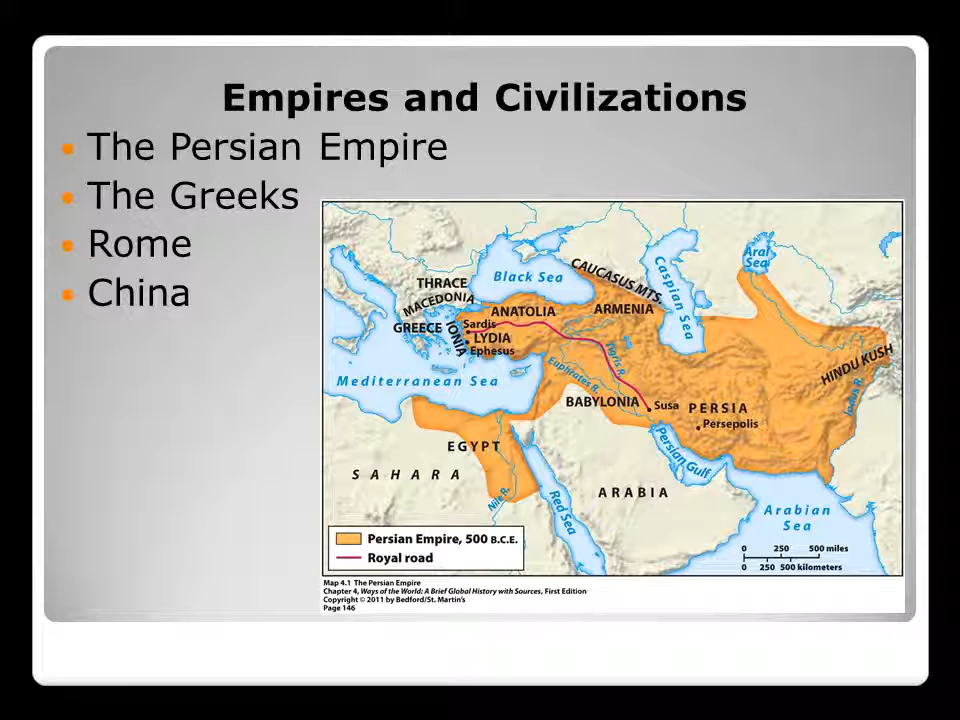 Empires and Civilizations
The Persian Empire
The Greeks
Rome
China
Aral
Sea
Black Sea
CAUCASUS MTS.
Caspian Sea
THRACE
MACEDONIA
GREECE
IONIA
Sardis
LYDIA
Ephesus
ANATOLIA
ARMENIA
HINDU KUSH
Indus R.
Tigris R.
Euphrates R.
Mediterranean Sea
BABYLONIA
Susa
PERSIA
Persepolis
Persian Gulf
EGYPT
SAHARA
Nile R.
Red Sea
ARABIA
Arabian
Sea
Persian Empire, 500 B.C.E.
Royal road
0 250 500 miles
0 250 500 kilometers
Map 4.1 The Persian Empire
Chapter 4, Ways of the World: A Brief Global History with Sources, First Edition
Copyright © 2011 by Bedford/St. Martin's
Page 146